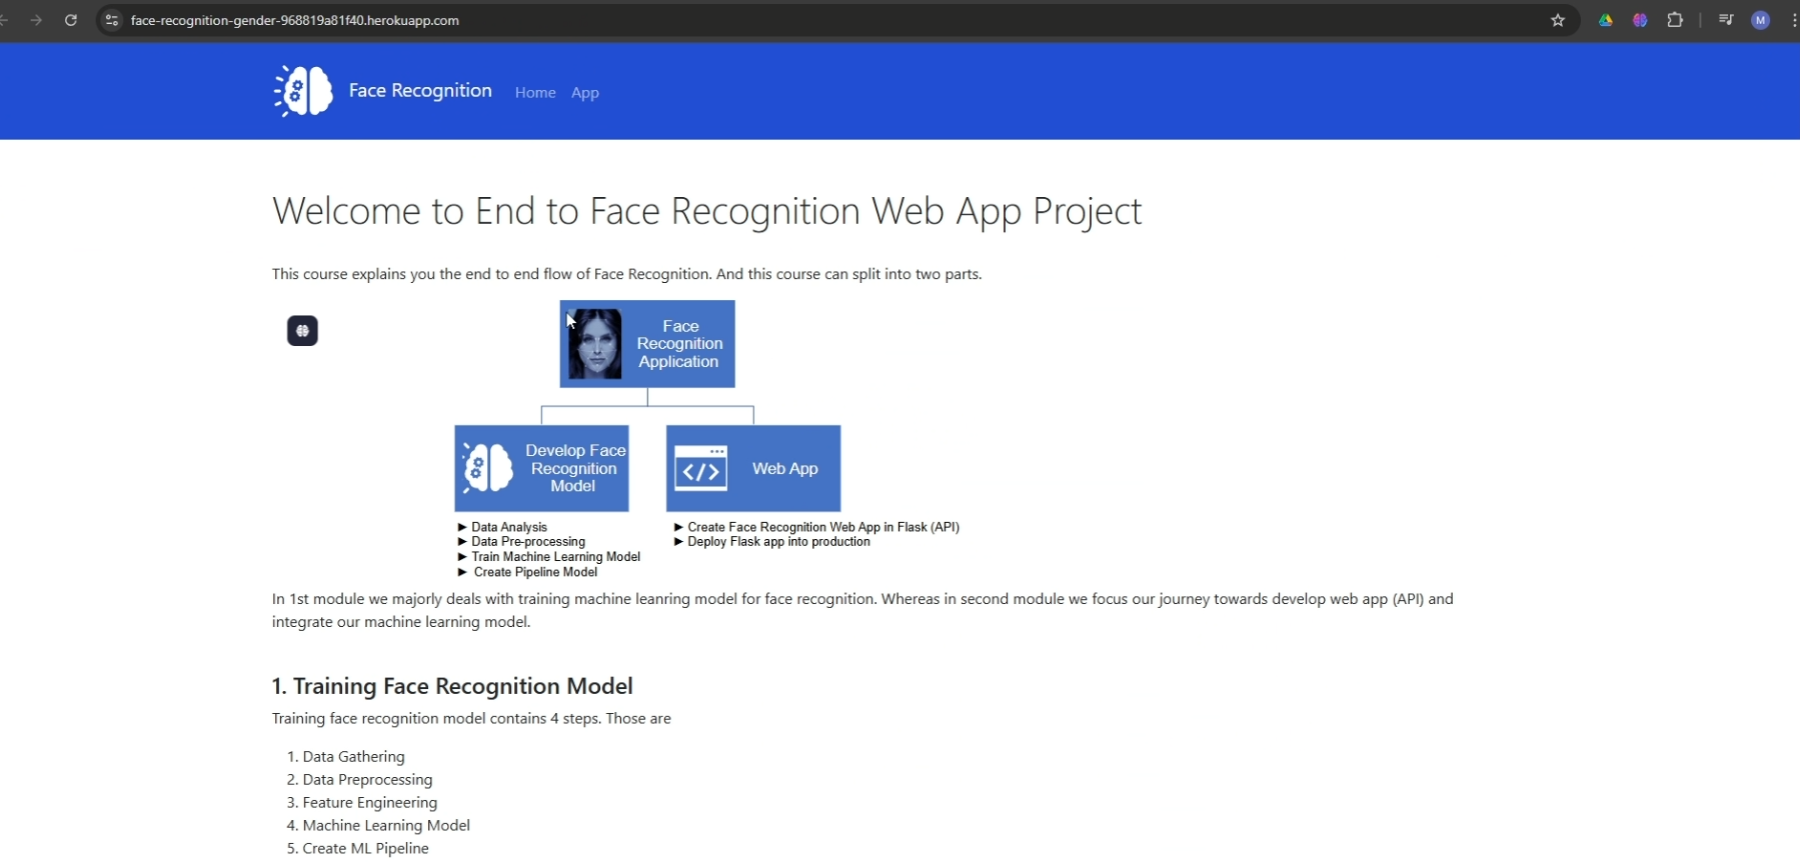 face-recognition-gender-968819a81f40.herokuapp.com
M
Face Recognition Home App
Welcome to End to Face Recognition Web App Project
This course explains you the end to end flow of Face Recognition. And this course can split into two parts.
Face
Recognition
Application
Develop Face
Recognition
Model
</> Web App
► Data Analysis
► Data Pre-processing
► Train Machine Learning Model
► Create Pipeline Model
► Create Face Recognition Web App in Flask (API)
► Deploy Flask app into production
In 1st module we majorly deals with training machine leanring model for face recognition. Whereas in second module we focus our journey towards develop web app (API) and
integrate our machine learning model.
1. Training Face Recognition Model
Training face recognition model contains 4 steps. Those are
1. Data Gathering
2. Data Preprocessing
3. Feature Engineering
4. Machine Learning Model
5. Create ML Pipeline